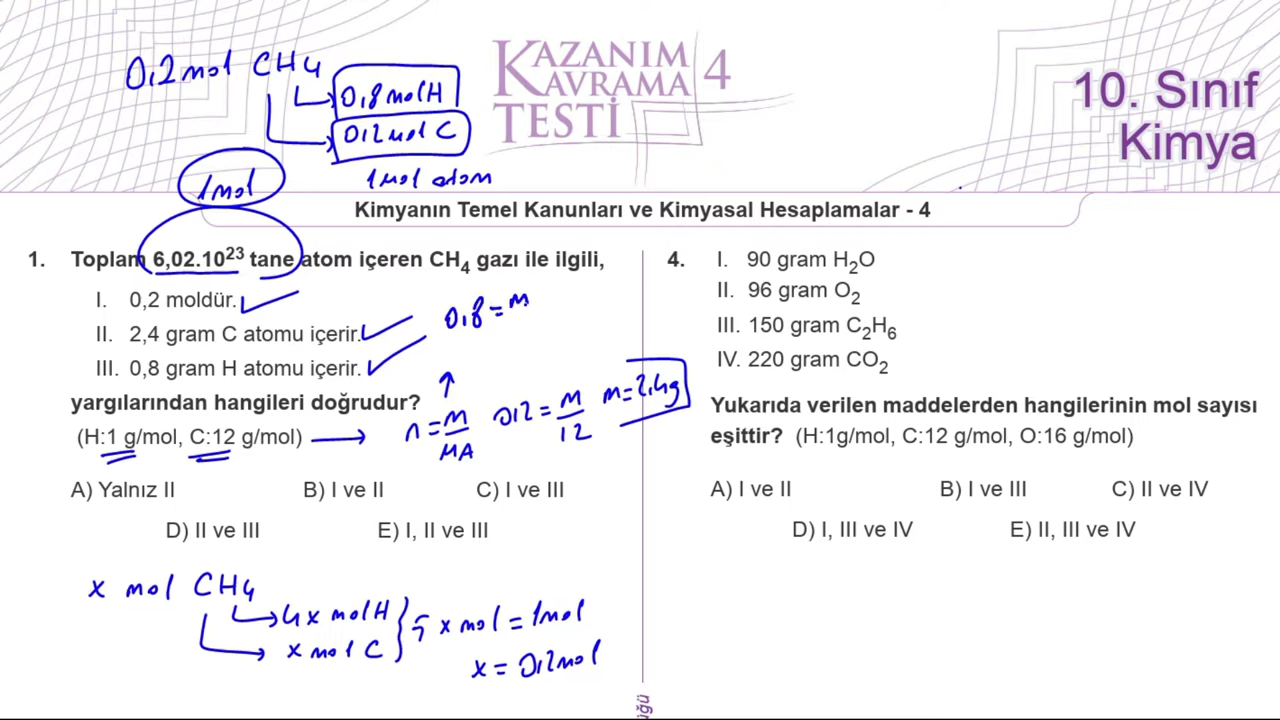 0,2 mol CH4
0,8 mol H
0,2 mol C
1 mol
1 mol atom
KAZANIM
KAVRAMA
TESTİ
4
10. Sınıf
Kimya
Kimyanın Temel Kanunları ve Kimyasal Hesaplamalar - 4
1. Toplam 6,02.10²³ tane atom içeren CH₄ gazı ile ilgili,
I. 0,2 moldür.
II. 2,4 gram C atomu içerir.
III. 0,8 gram H atomu içerir.
yargılarından hangileri doğrudur?
(H:1 g/mol, C:12 g/mol)
0,8 = m
n = m/MA
0,2 = m/12
m = 2,4g
A) Yalnız II B) I ve II C) I ve III
D) II ve III E) I, II ve III
x mol CH4
4x mol H
x mol C
5 x mol = 1 mol
x = 0,2 mol
4. I. 90 gram H₂O
II. 96 gram O₂
III. 150 gram C₂H₆
IV. 220 gram CO₂
Yukarıda verilen maddelerden hangilerinin mol sayısı
eşittir? (H:1g/mol, C:12 g/mol, O:16 g/mol)
A) I ve II B) I ve III C) II ve IV
D) I, III ve IV E) II, III ve IV